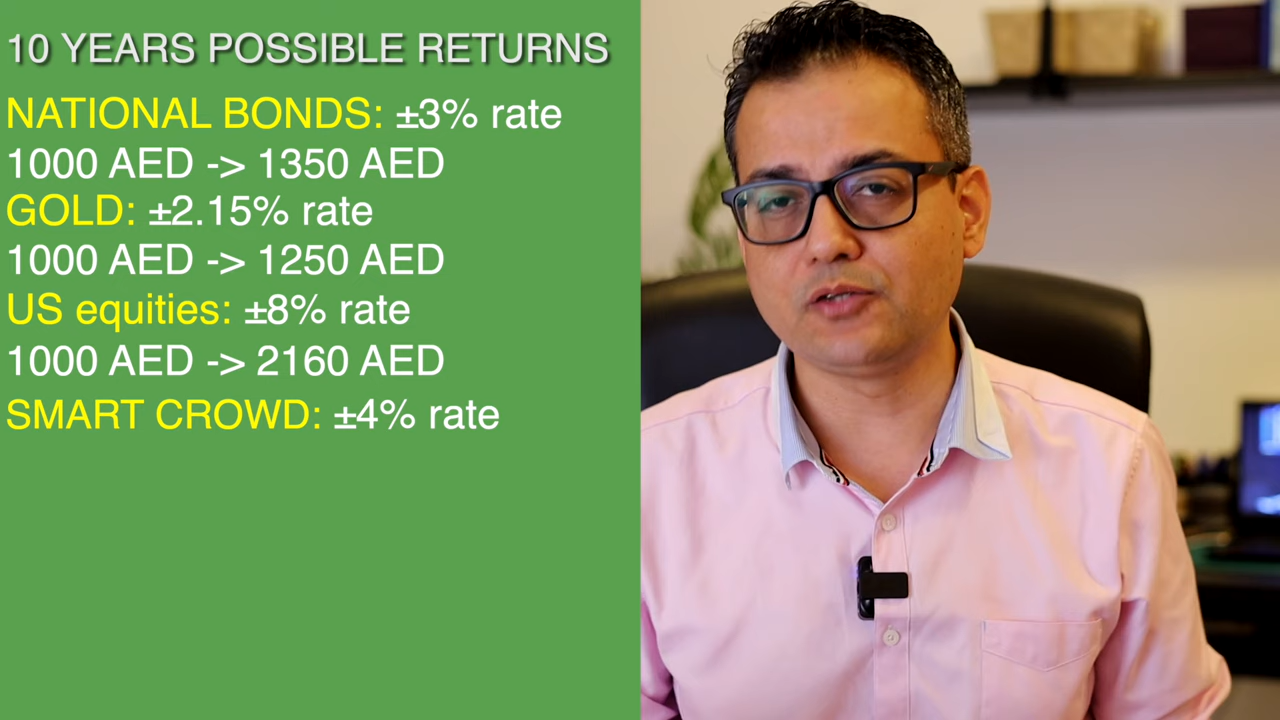 10 YEARS POSSIBLE RETURNS
NATIONAL BONDS: ±3% rate
1000 AED -> 1350 AED
GOLD: ±2.15% rate
1000 AED -> 1250 AED
US equities: ±8% rate
1000 AED -> 2160 AED
SMART CROWD: ±4% rate